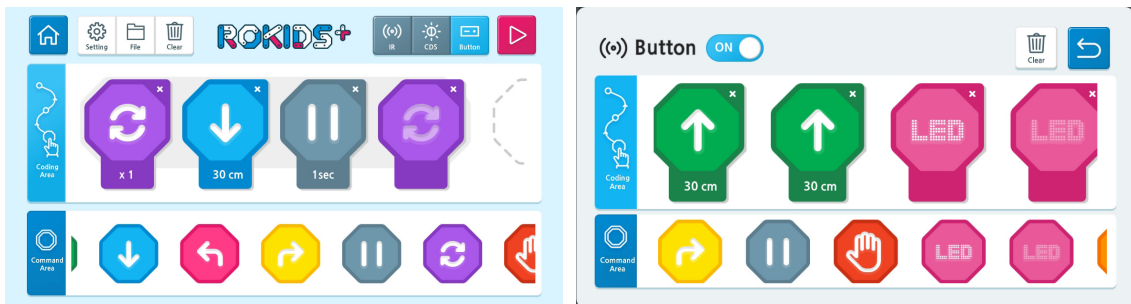 Setting File Clear ROKIDS+ IR CDS Button
Coding
Area
x 1 30 cm 1sec
Command
Area
Button ON Clear
Coding
Area
LED LED
30 cm 30 cm
Command
Area
LED LED